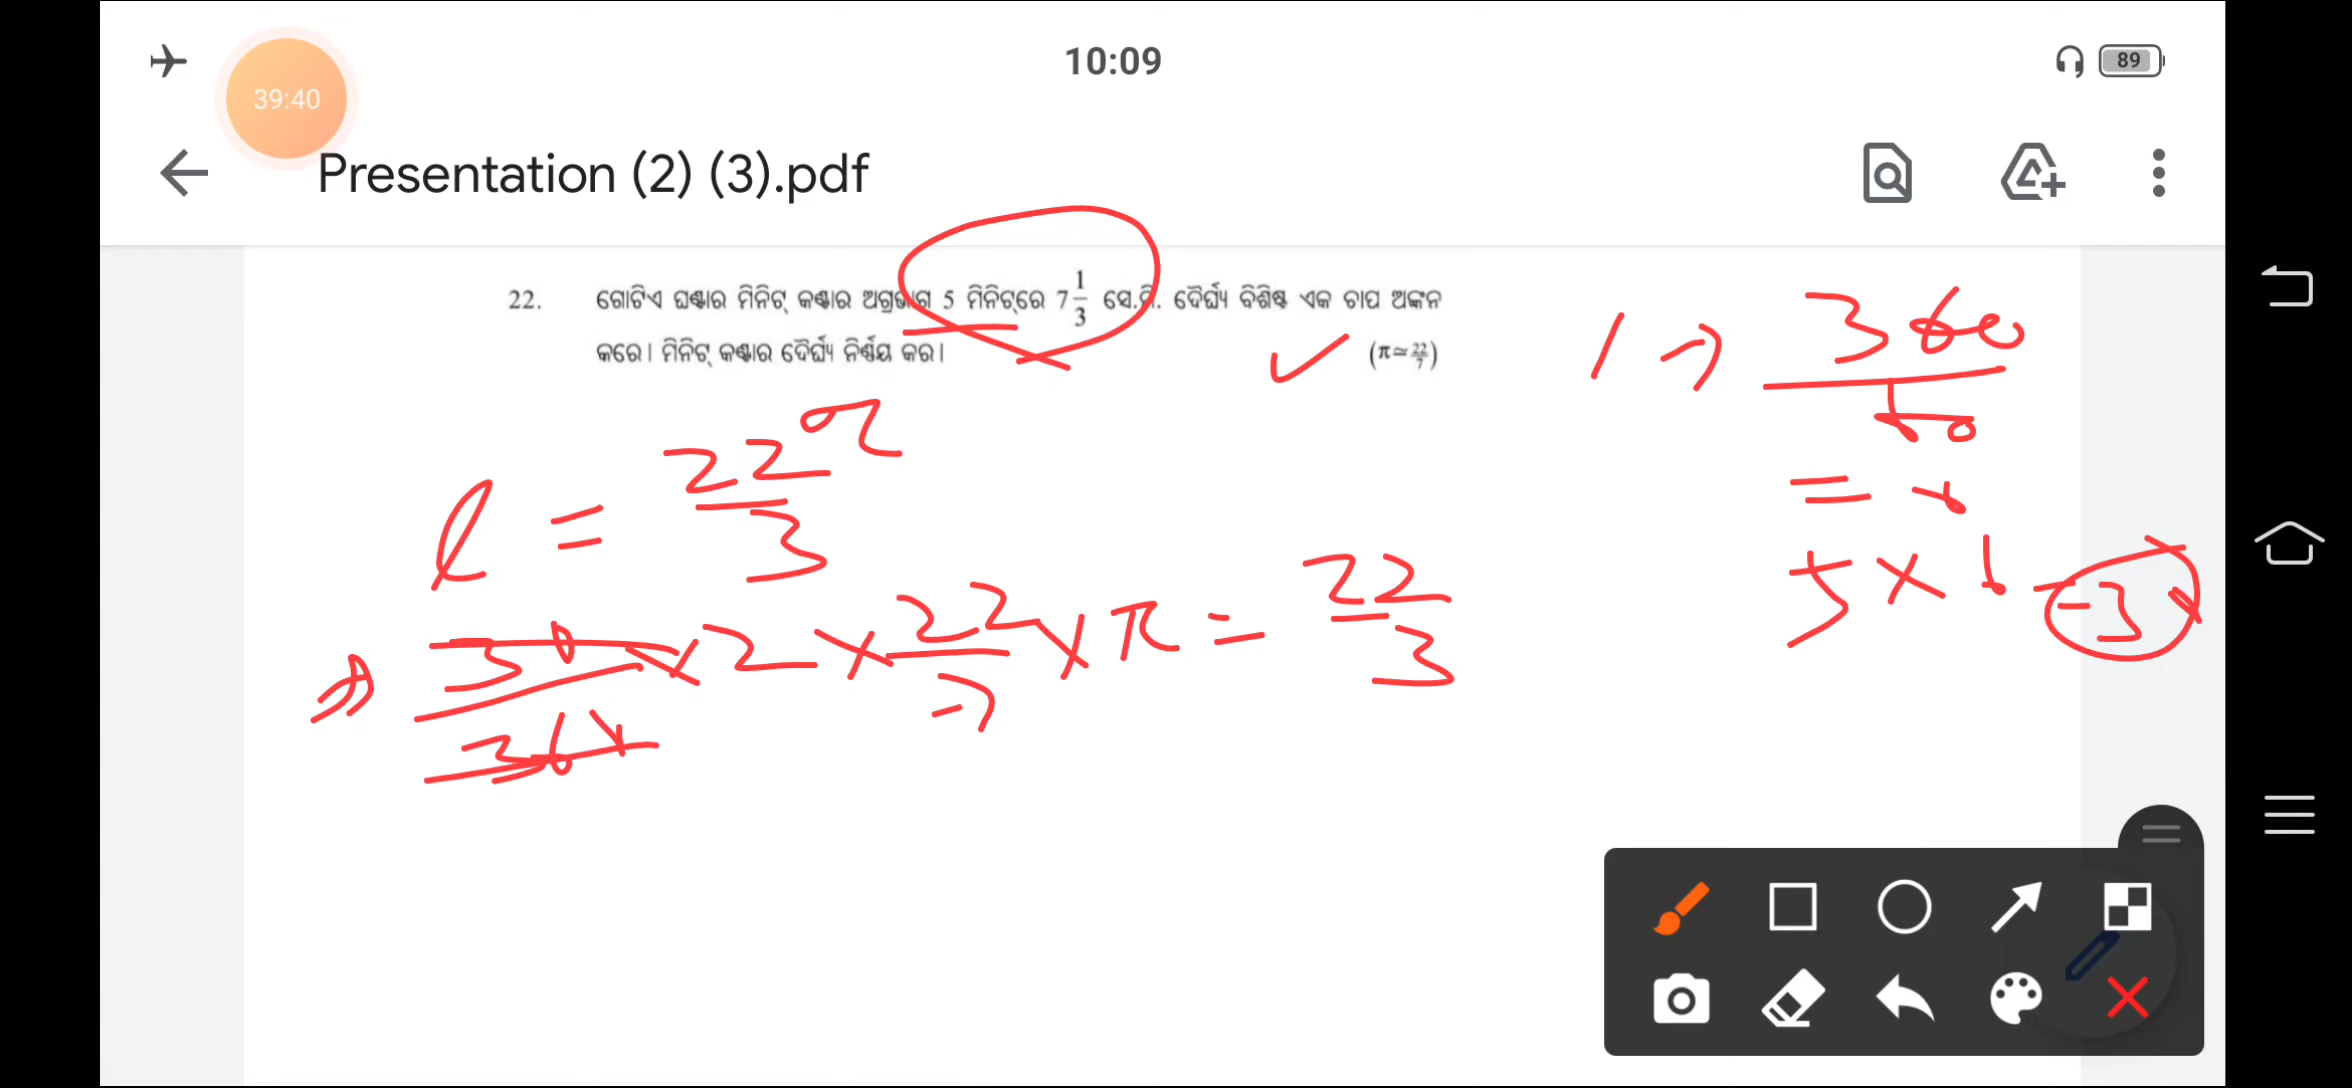 10:09
89
39:40
Presentation (2) (3).pdf
22. ଗୋଟିଏ ଘଣ୍ଟାର ମିନିଟ୍ କଣ୍ଟାର ଅଗ୍ରଭାଗ 5 ମିନିଟ୍‌ରେ 7 1/3 ସେ.ମି. ଦୈର୍ଘ୍ୟ ବିଶିଷ୍ଟ ଏକ ଚାପ ଅଙ୍କନ
କରେ। ମିନିଟ୍ କଣ୍ଟାର ଦୈର୍ଘ୍ୟ ନିର୍ଣ୍ଣୟ କର। (π≃22/7)
1 → 360/60
= 6
l = 22/3
5 × 6 = 30
⇒ 30/360 × 2 × 22/7 × r = 22/3